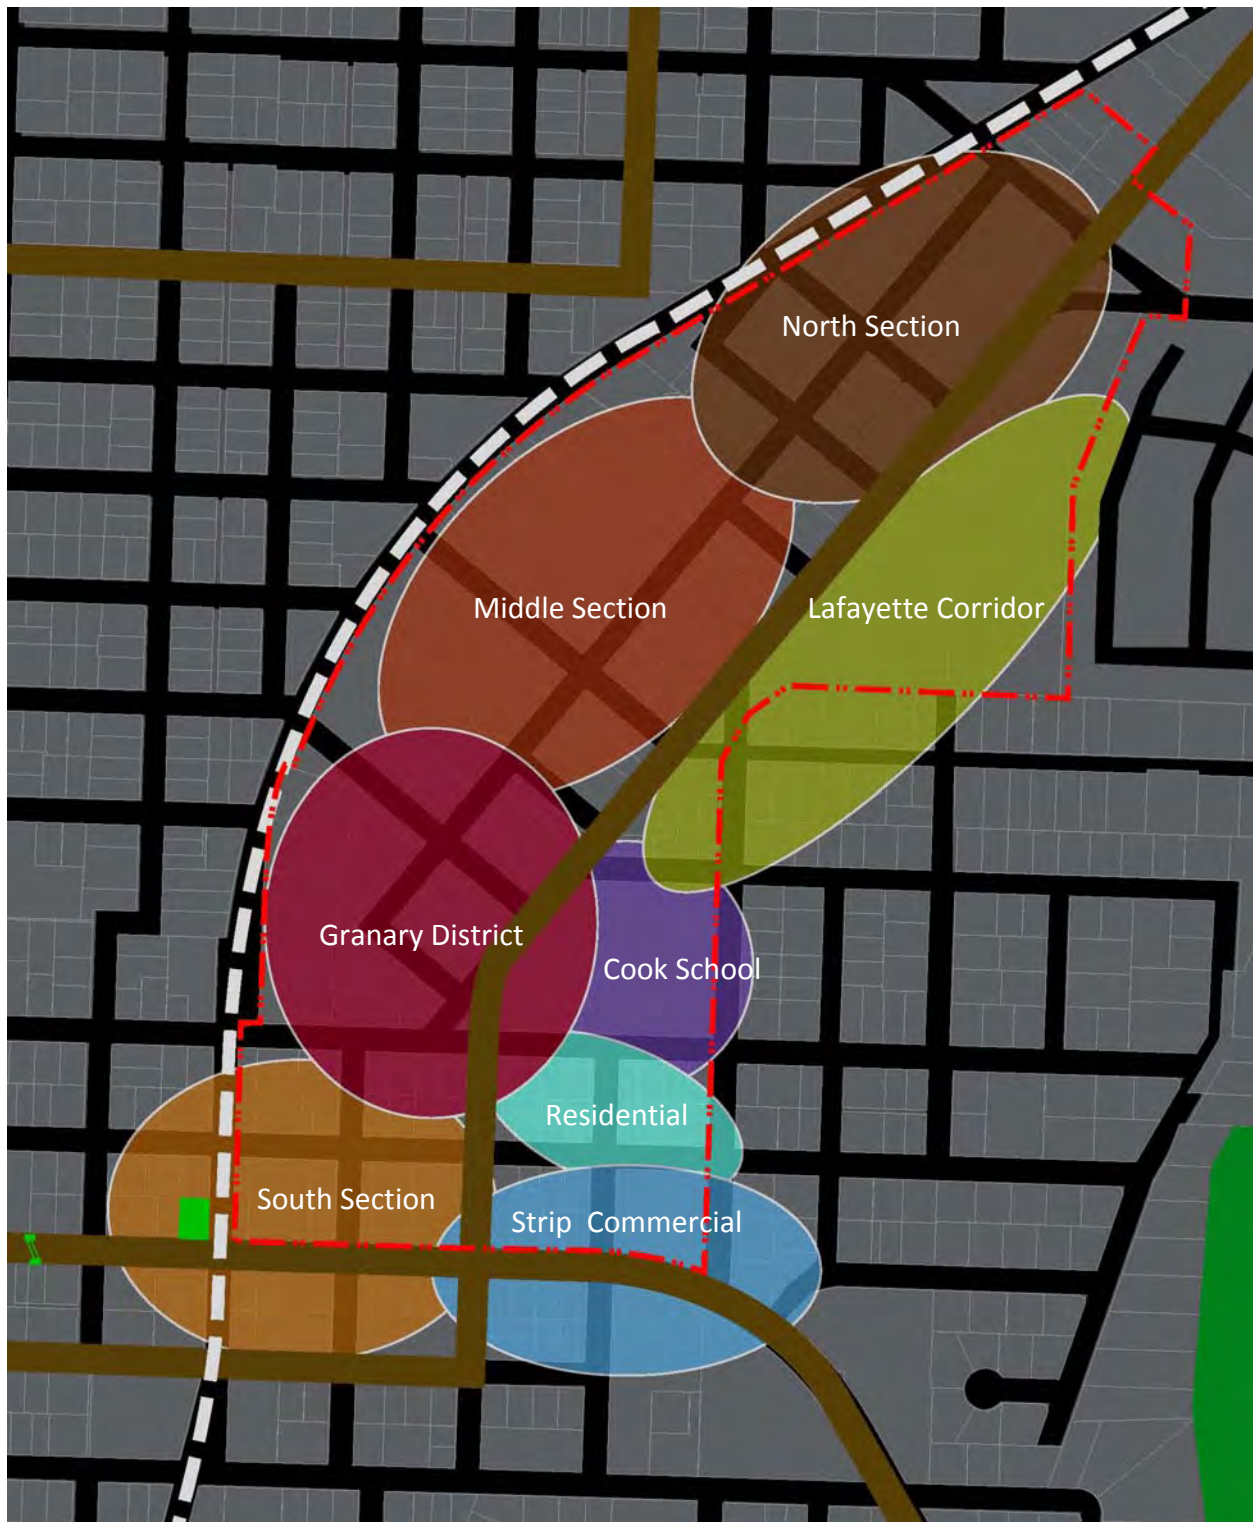 North Section
Middle Section
Lafayette Corridor
Granary District
Cook School
Residential
South Section
Strip  Commercial